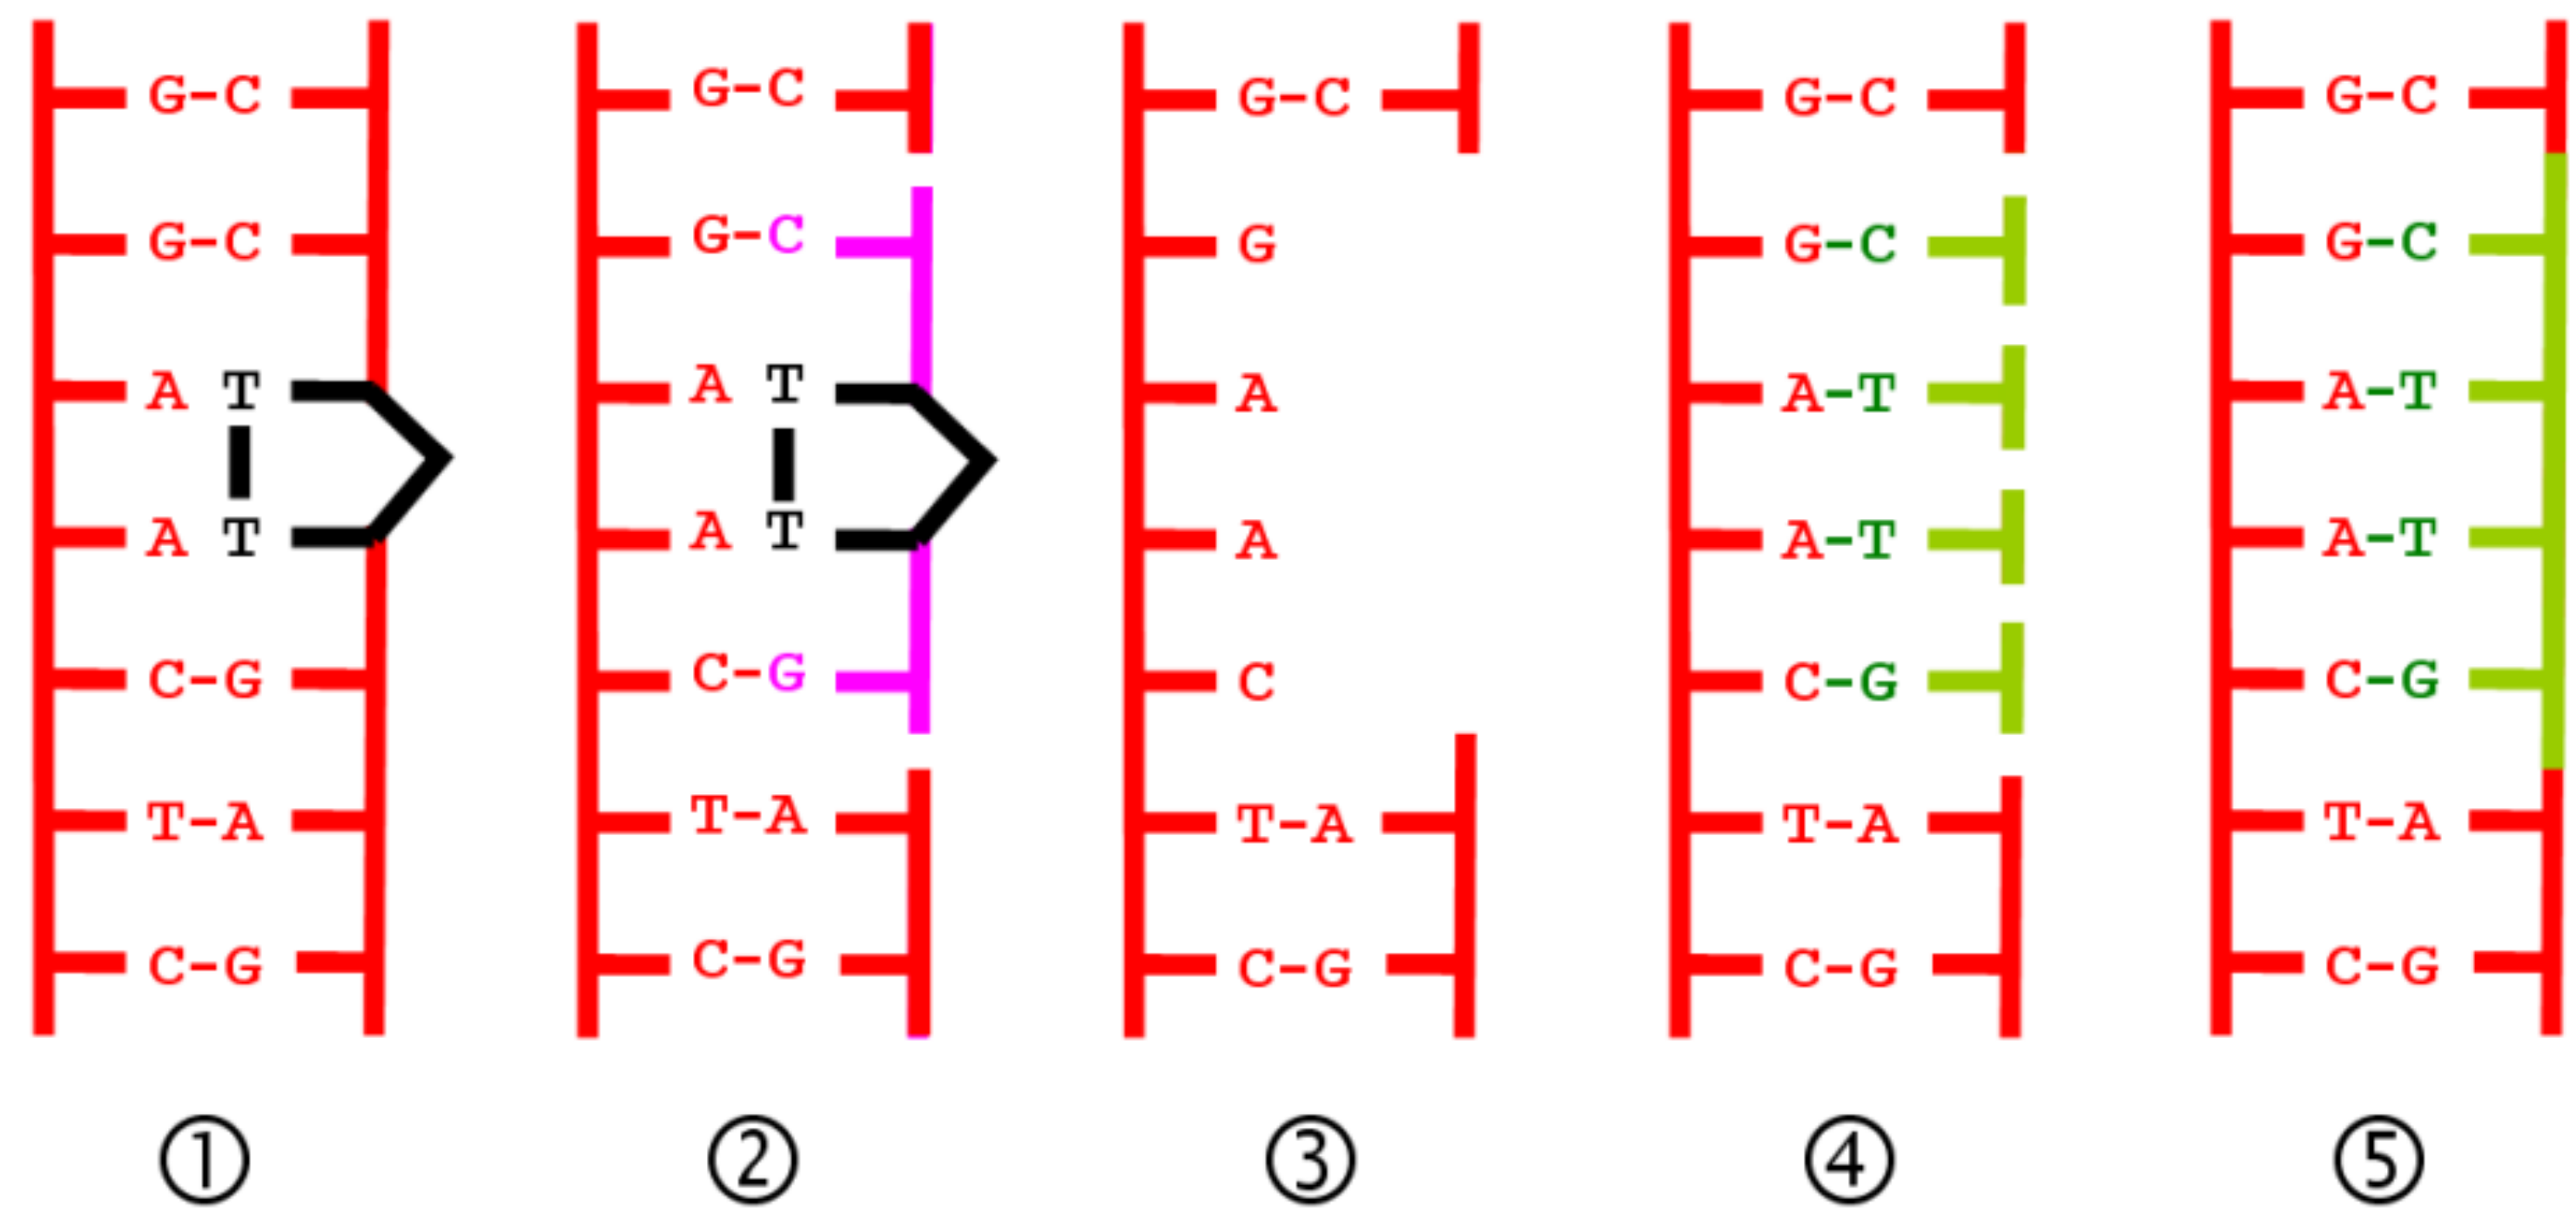 G-C G-C G-C G-C G-C
G-C G-C G G-C G-C
A T A T A A-T A-T
A T A T A A-T A-T
C-G C-G C C-G C-G
T-A T-A T-A T-A T-A
C-G C-G C-G C-G C-G
① ② ③ ④ ⑤